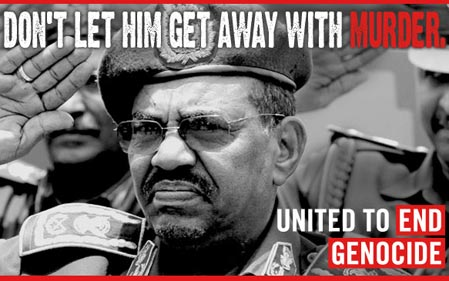 DON'T LET HIM GET AWAY WITH MURDER.
UNITED TO END
GENOCIDE